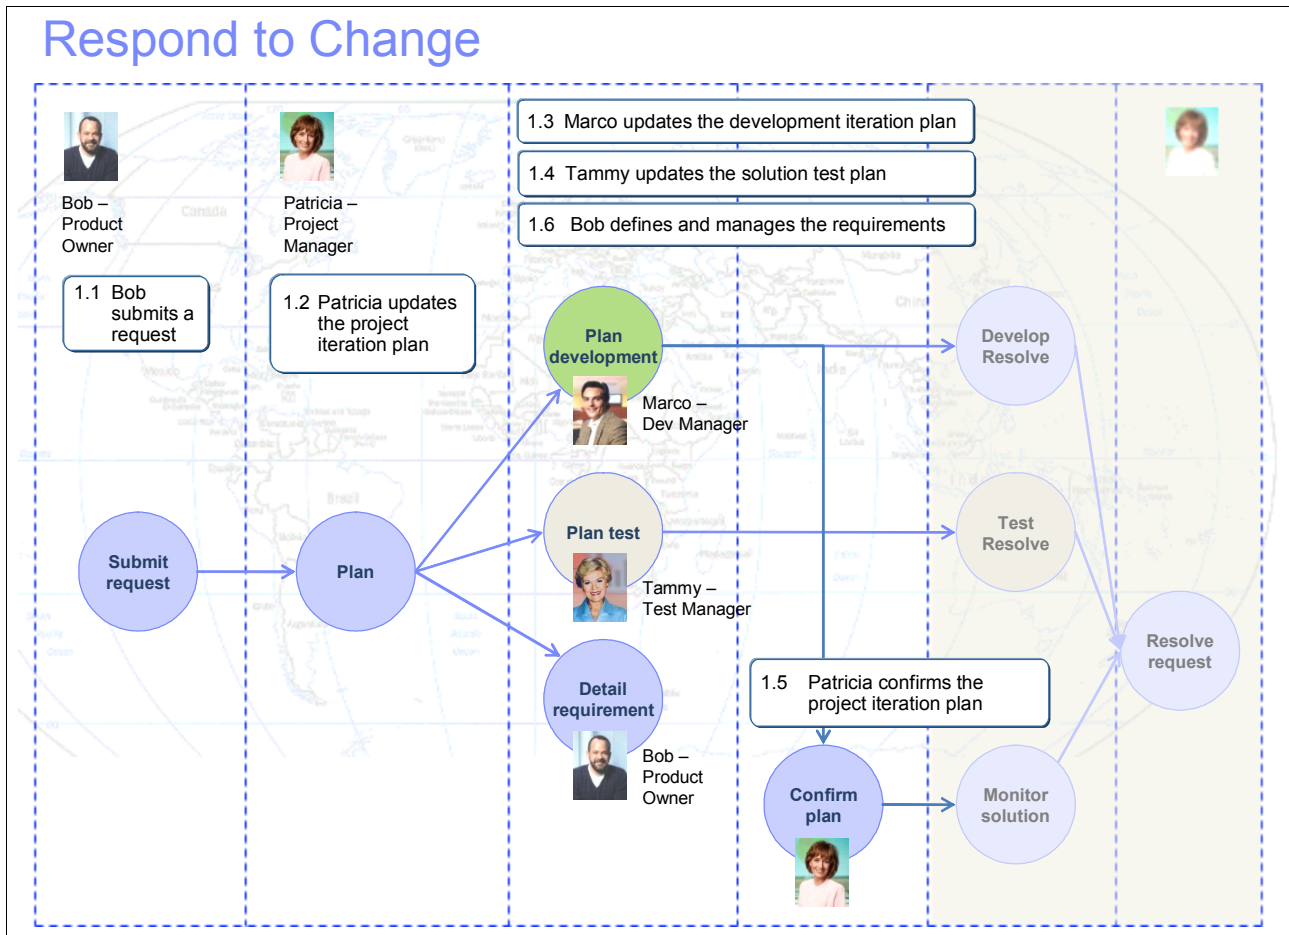 Respond to Change
Bob –
Product
Owner
1.1 Bob
submits a
request
Patricia –
Project
Manager
1.2 Patricia updates
the project
iteration plan
1.3 Marco updates the development iteration plan
1.4 Tammy updates the solution test plan
1.6 Bob defines and manages the requirements
Submit
request
Plan
Plan
development
Marco –
Dev Manager
Plan test
Tammy –
Test Manager
Detail
requirement
Bob –
Product
Owner
1.5 Patricia confirms the
project iteration plan
Confirm
plan
Develop
Resolve
Test
Resolve
Monitor
solution
Resolve
request
Canada
Brazil
China
India